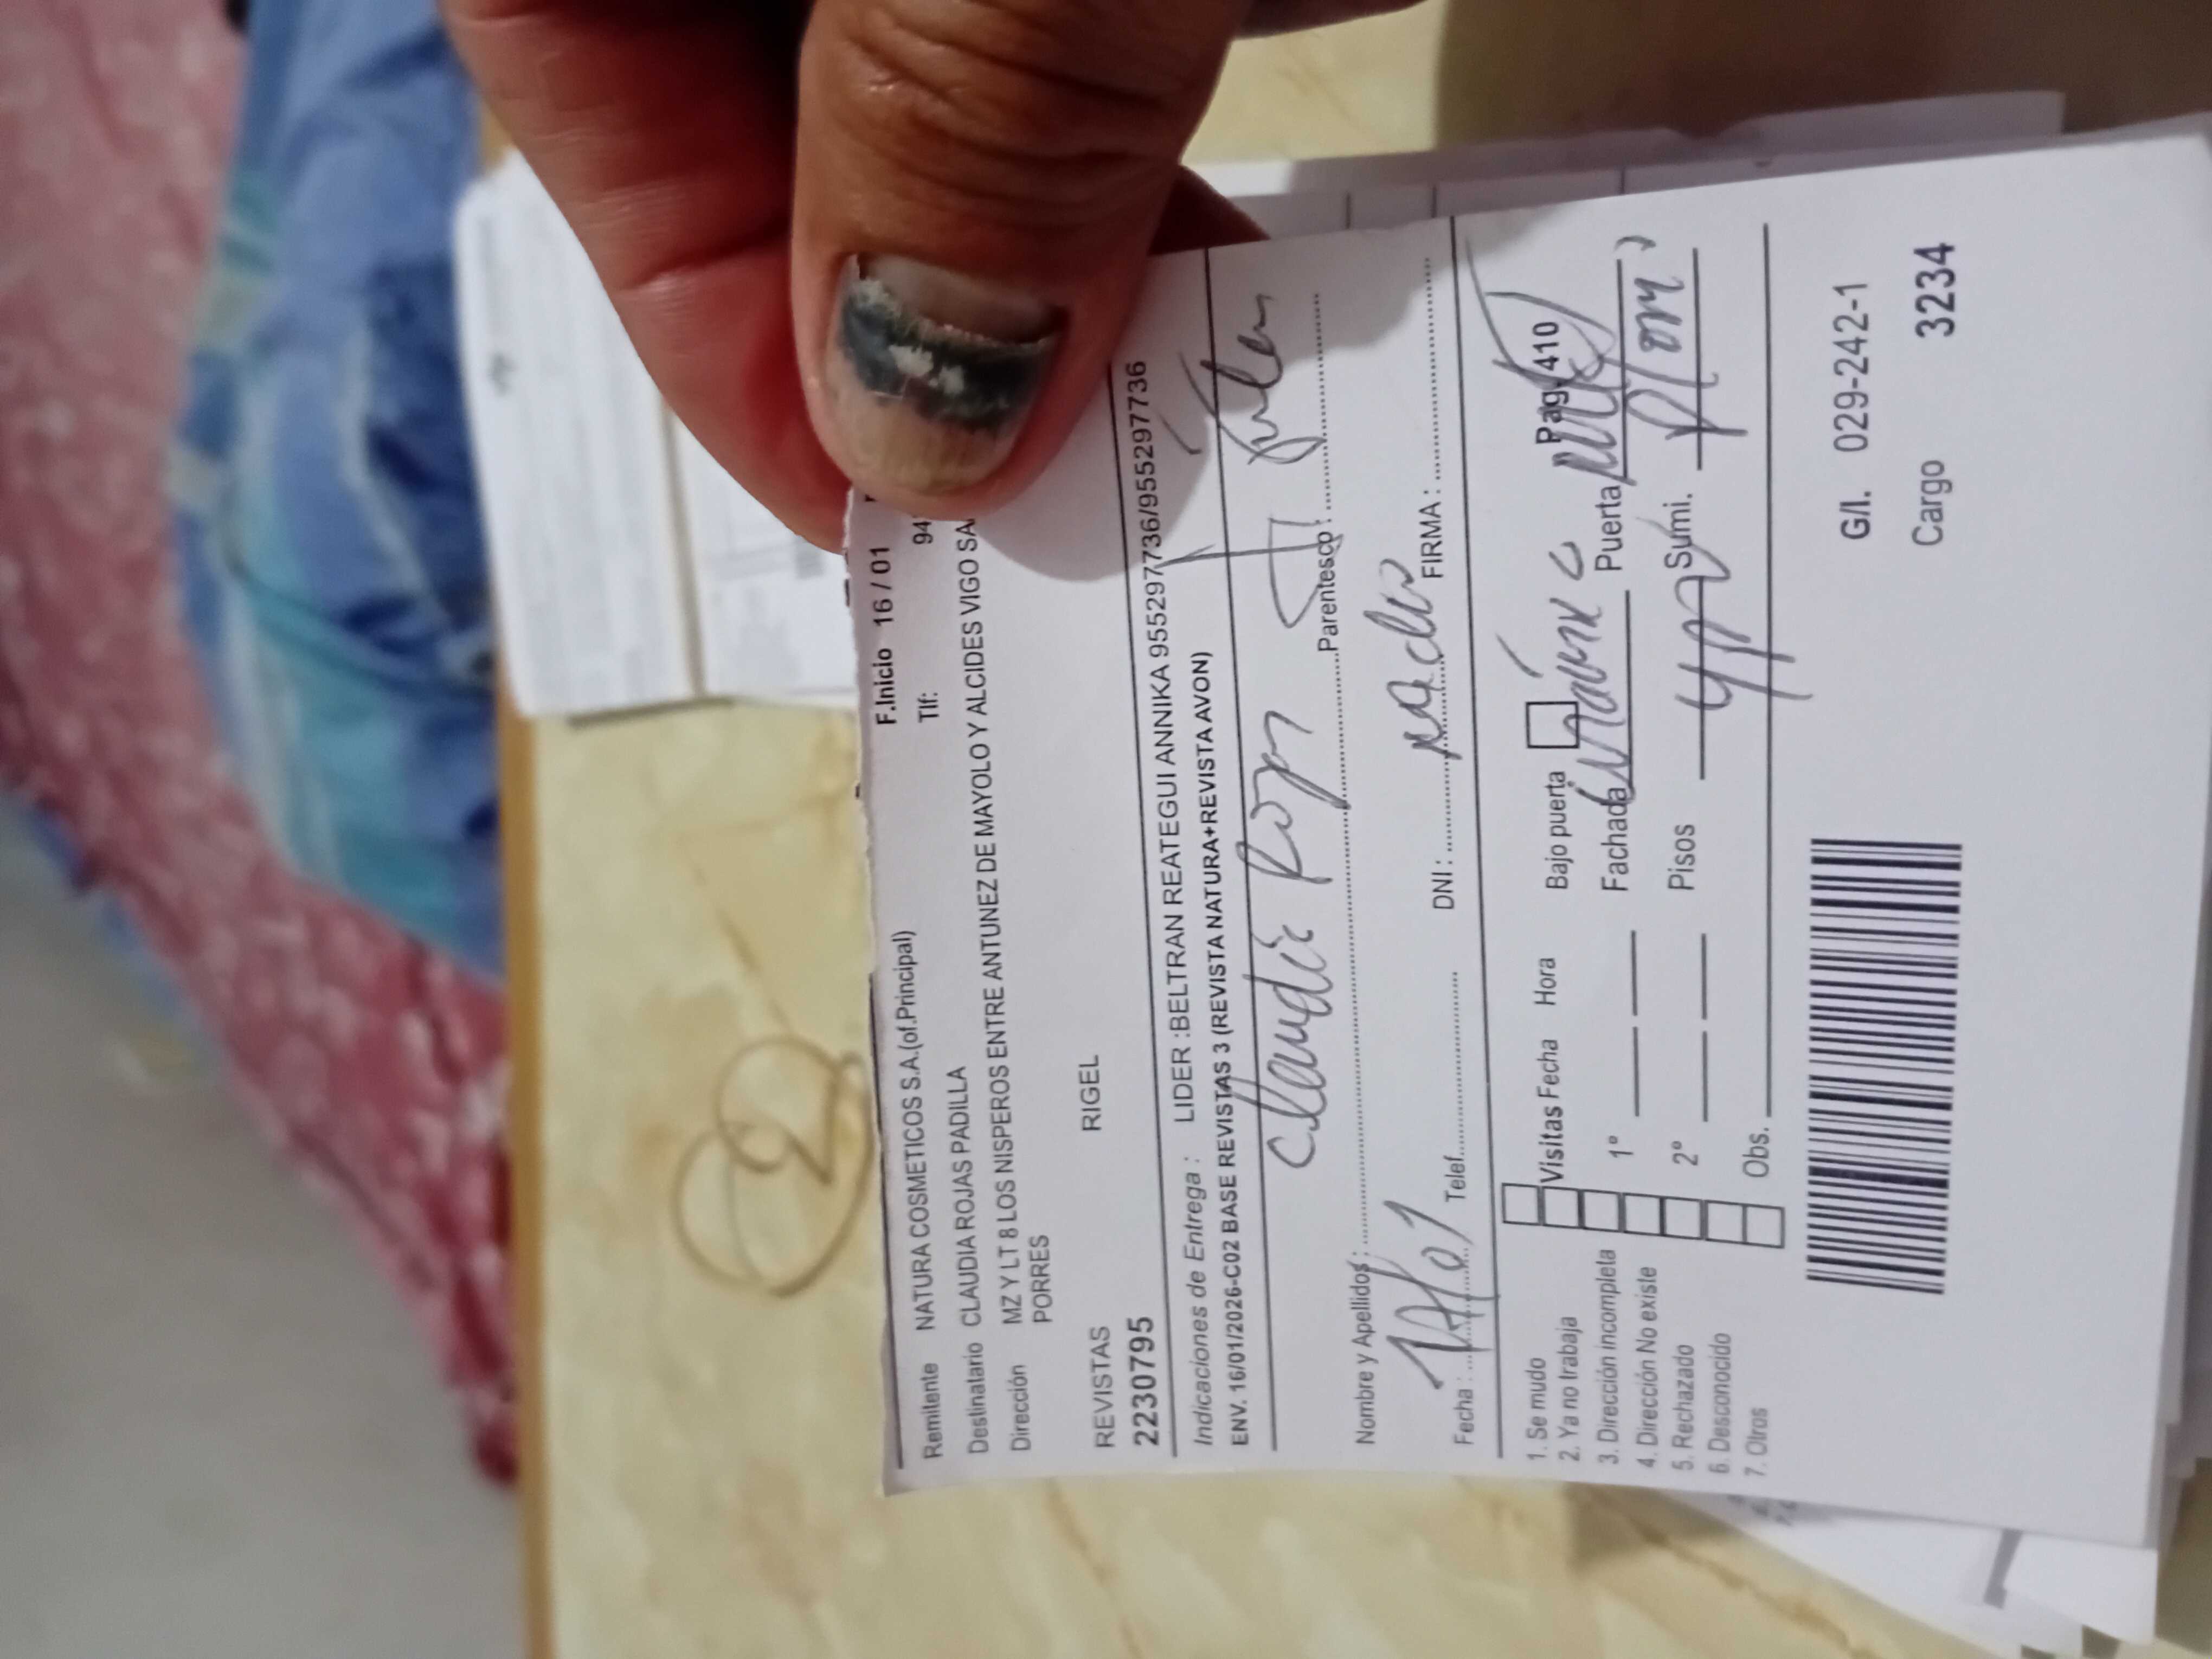 F.Inicio 16 / 01
Remitente NATURA COSMETICOS S.A.(of.Principal) Tlf: 94
Destinatario CLAUDIA ROJAS PADILLA
Dirección MZ Y LT 8 LOS NISPEROS ENTRE ANTUNEZ DE MAYOLO Y ALCIDES VIGO SA
PORRES
REVISTAS RIGEL
2230795
Indicaciones de Entrega : LIDER :BELTRAN REATEGUI ANNIKA 955297736/955297736
ENV. 16/01/2026-C02 BASE REVISTAS 3 (REVISTA NATURA+REVISTA AVON)
Claudia
Nombre y Apellidos : Parentesco :
Fecha : Telef. DNI : FIRMA :
Pag 410
1. Se mudo Visitas Fecha Hora Bajo puerta
2. Ya no trabaja
3. Dirección incompleta 1º Fachada Puerta
4. Dirección No existe
5. Rechazado 2º Pisos Sumi.
6. Desconocido
7. Otros Obs.
G/I. 029-242-1
Cargo 3234
2